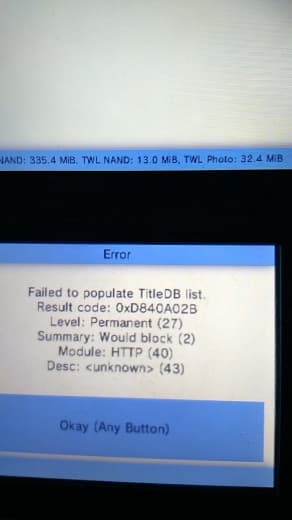 NAND: 335.4 MiB, TWL NAND: 13.0 MiB, TWL Photo: 32.4 MiB
Error
Failed to populate TitleDB list.
Result code: 0xD840A02B
Level: Permanent (27)
Summary: Would block (2)
Module: HTTP (40)
Desc: <unknown> (43)
Okay (Any Button)